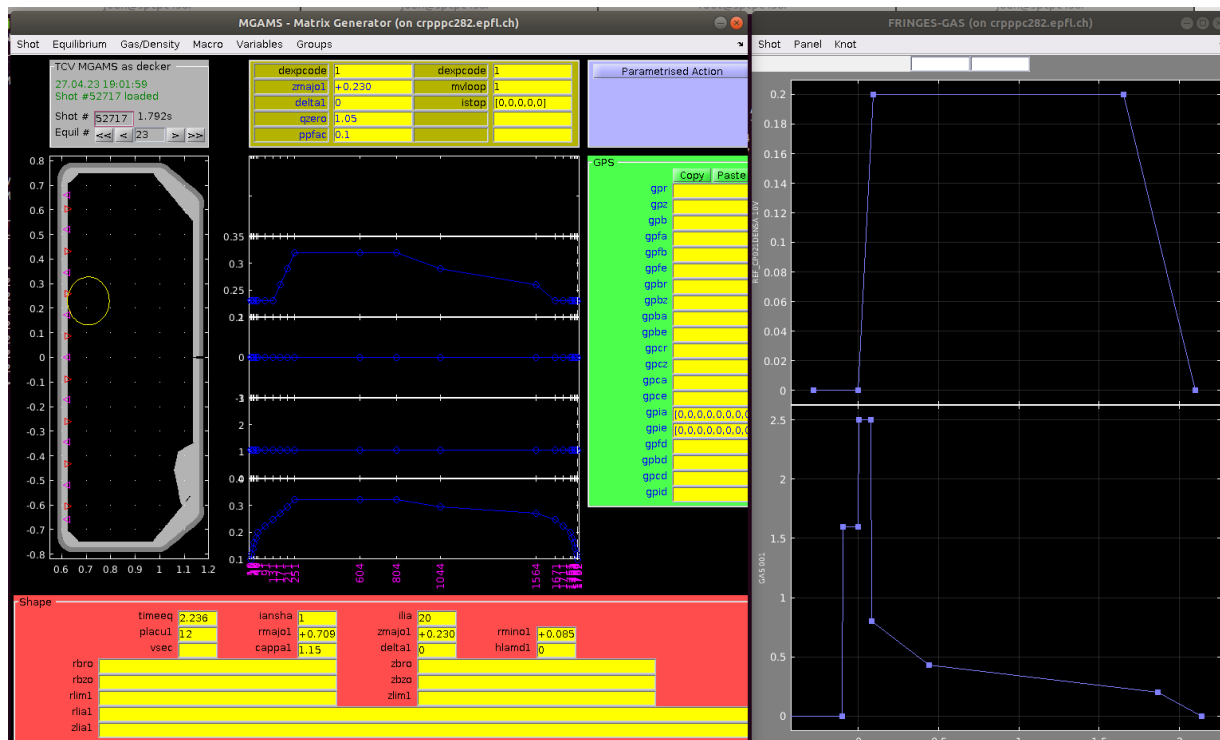 MGAMS - Matrix Generator (on crpppc282.epfl.ch)
FRINGES-GAS (on crpppc282.epfl.ch)
Shot Equilibrium Gas/Density Macro Variables Groups
Shot Panel Knot
TCV MGAMS as decker
27.04.23 19:01:59
Shot #52717 loaded
Shot # 52717 1.792s
Equil # << < 23 > >>
dexpcode 1 dexpcode 1
zmajo1 +0.230 mvloop 1
delta1 0 istop [0,0,0,0,0]
qzero 1.05
ppfac 0.1
Parametrised Action
GPS
Copy Paste
gpr
gpz
gpb
gpfa
gpfb
gpfe
gpbr
gpbz
gpba
gpbe
gpcr
gpcz
gpca
gpce
gpia [0,0,0,0,0,0,0,0
gpie [0,0,0,0,0,0,0,0
gpfd
gpbd
gpcd
gpid
0.8
0.7
0.6
0.5
0.4
0.3
0.2
0.1
0
-0.1
-0.2
-0.3
-0.4
-0.5
-0.6
-0.7
-0.8
0.6 0.7 0.8 0.9 1 1.1 1.2
0.35
0.3
0.25
0
2
1
0.4
0.3
0.2
0.1
251 604 804 1044 1564 1671
0.2
0.18
0.16
0.14
0.12
0.1
0.08
0.06
0.04
0.02
0
2.5
2
1.5
1
0.5
0
GAS 001
Shape
timeeq 2.236 iansha 1 ilia 20
placu1 12 rmajo1 +0.709 zmajo1 +0.230 rmino1 +0.085
vsec cappa1 1.15 delta1 0 hlamd1 0
rbro zbro
rbzo zbzo
rlim1 zlim1
rlia1
zlia1